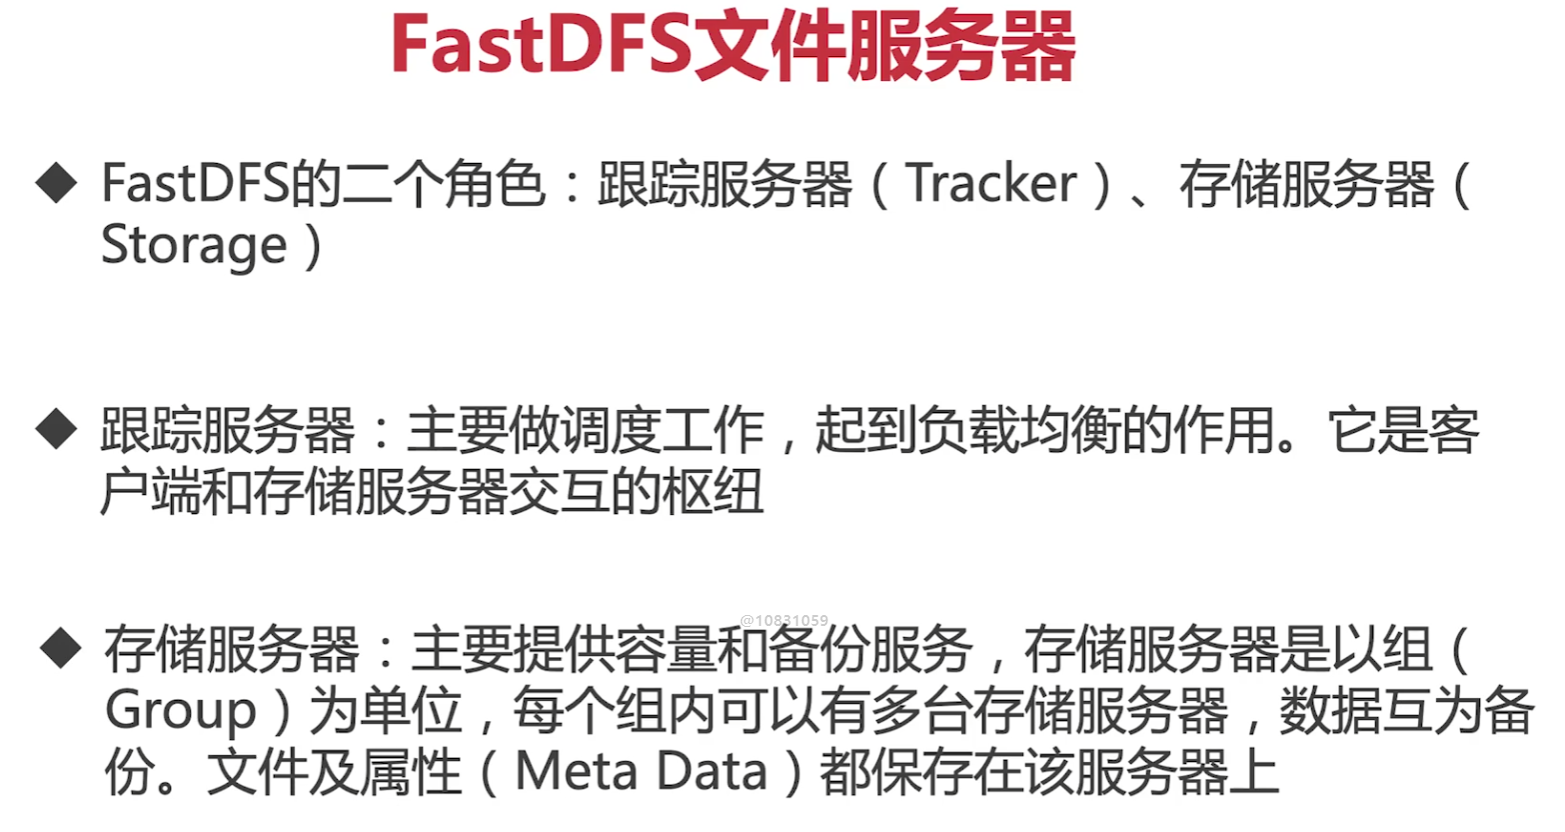 FastDFS文件服务器
◆ FastDFS的二个角色：跟踪服务器（Tracker）、存储服务器（
Storage）
◆ 跟踪服务器：主要做调度工作，起到负载均衡的作用。它是客
户端和存储服务器交互的枢纽
@10831059
◆ 存储服务器：主要提供容量和备份服务，存储服务器是以组（
Group）为单位，每个组内可以有多台存储服务器，数据互为备
份。文件及属性（Meta Data）都保存在该服务器上